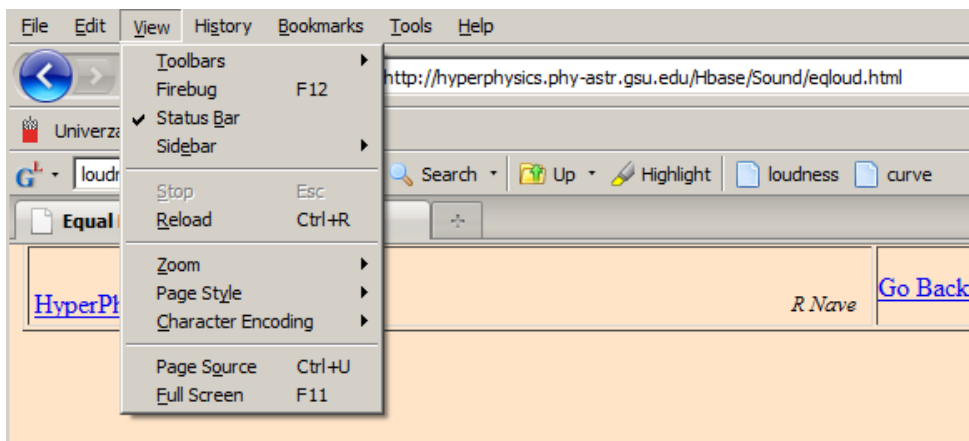 File Edit View History Bookmarks Tools Help
Toolbars
http://hyperphysics.phy-astr.gsu.edu/Hbase/Sound/eqloud.html
Firebug F12
Status Bar
Sidebar
Search Up Highlight loudness curve
Stop Esc
Reload Ctrl+R
Equal
Zoom
Page Style
Character Encoding
R Nave
Go Back
Page Source Ctrl+U
Full Screen F11